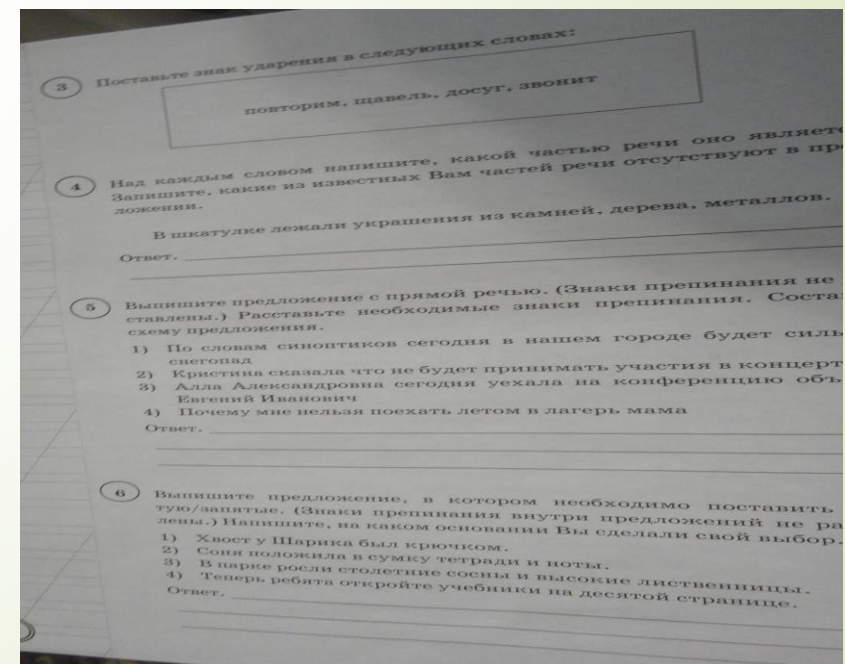 3 Поставьте знак ударения в следующих словах:
повторим, щавель, досуг, звонит
4 Над каждым словом напишите, какой частью речи оно являет
Запишите, какие из известных Вам частей речи отсутствуют в пр
ложении.
В шкатулке лежали украшения из камней, дерева, металлов.
Ответ.
5 Выпишите предложение с прямой речью. (Знаки препинания не
ставлены.) Расставьте необходимые знаки препинания. Соста
схему предложения.
1) По словам синоптиков сегодня в нашем городе будет силь
снегопад
2) Кристина сказала что не будет принимать участия в концерт
3) Алла Александровна сегодня уехала на конференцию объ
Евгений Иванович
4) Почему мне нельзя поехать летом в лагерь мама
Ответ.
6 Выпишите предложение, в котором необходимо поставить
тую/запятые. (Знаки препинания внутри предложений не ра
лены.) Напишите, на каком основании Вы сделали свой выбор.
1) Хвост у Шарика был крючком.
2) Соня положила в сумку тетради и ноты.
3) В парке росли столетние сосны и высокие лиственницы.
4) Теперь ребята откройте учебники на десятой странице.
Ответ.